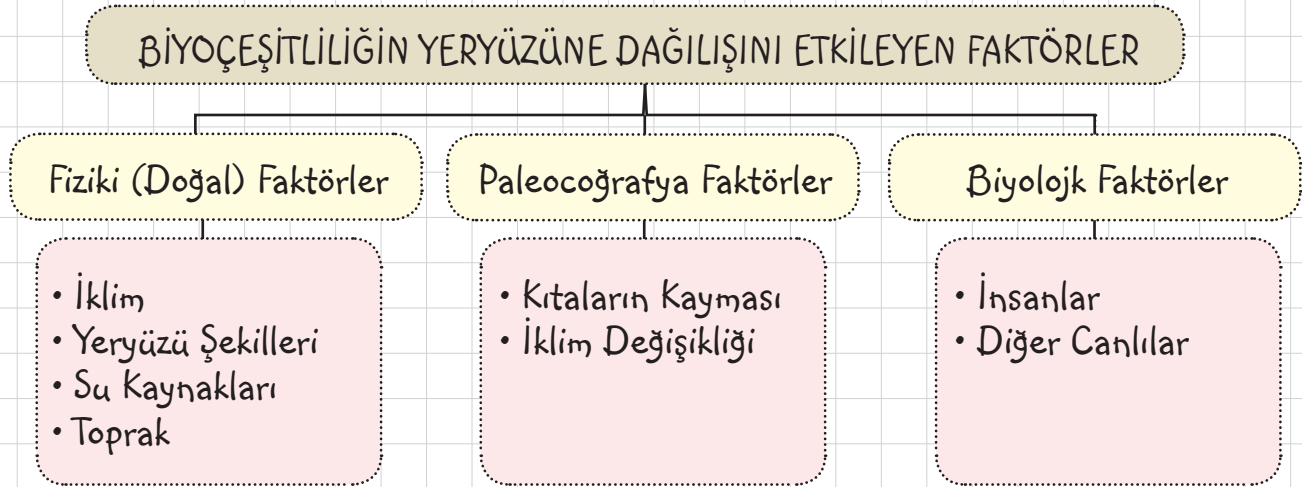 BİYOÇEŞİTLİLİĞİN YERYÜZÜNE DAĞILIŞINI ETKİLEYEN FAKTÖRLER
Fiziki (Doğal) Faktörler
• İklim
• Yeryüzü Şekilleri
• Su Kaynakları
• Toprak
Paleocoğrafya Faktörler
• Kıtaların Kayması
• İklim Değişikliği
Biyolojk Faktörler
• İnsanlar
• Diğer Canlılar